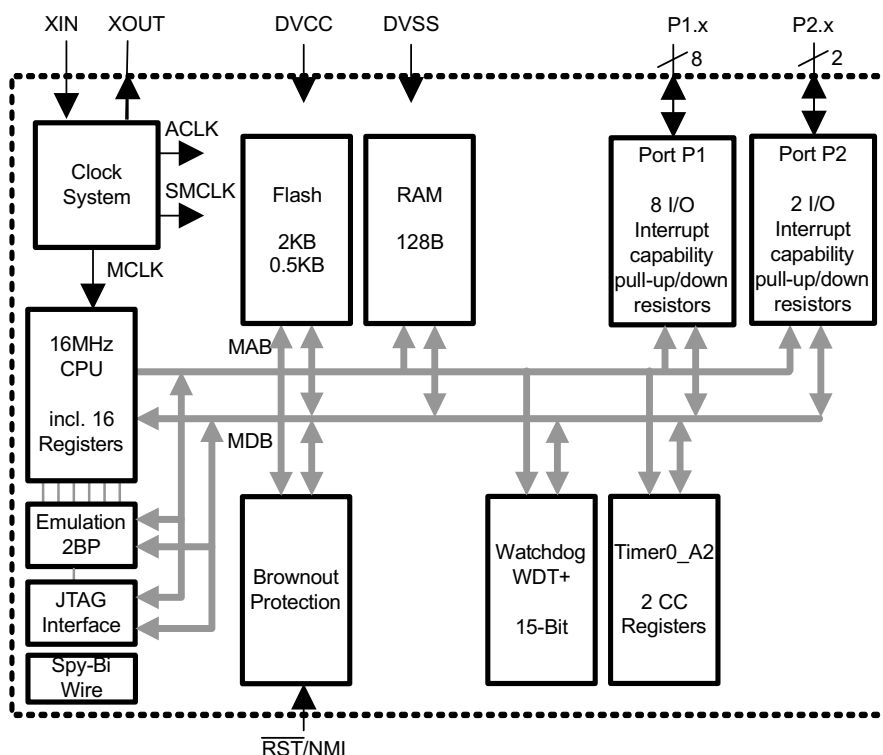 XIN
XOUT
DVCC
DVSS
P1.x
P2.x
8
2
Clock
System
ACLK
SMCLK
MCLK
Flash
2KB
0.5KB
RAM
128B
Port P1
8 I/O
Interrupt
capability
pull-up/down
resistors
Port P2
2 I/O
Interrupt
capability
pull-up/down
resistors
16MHz
CPU
incl. 16
Registers
MAB
MDB
Emulation
2BP
JTAG
Interface
Spy-Bi
Wire
Brownout
Protection
Watchdog
WDT+
15-Bit
Timer0_A2
2 CC
Registers
RST/NMI